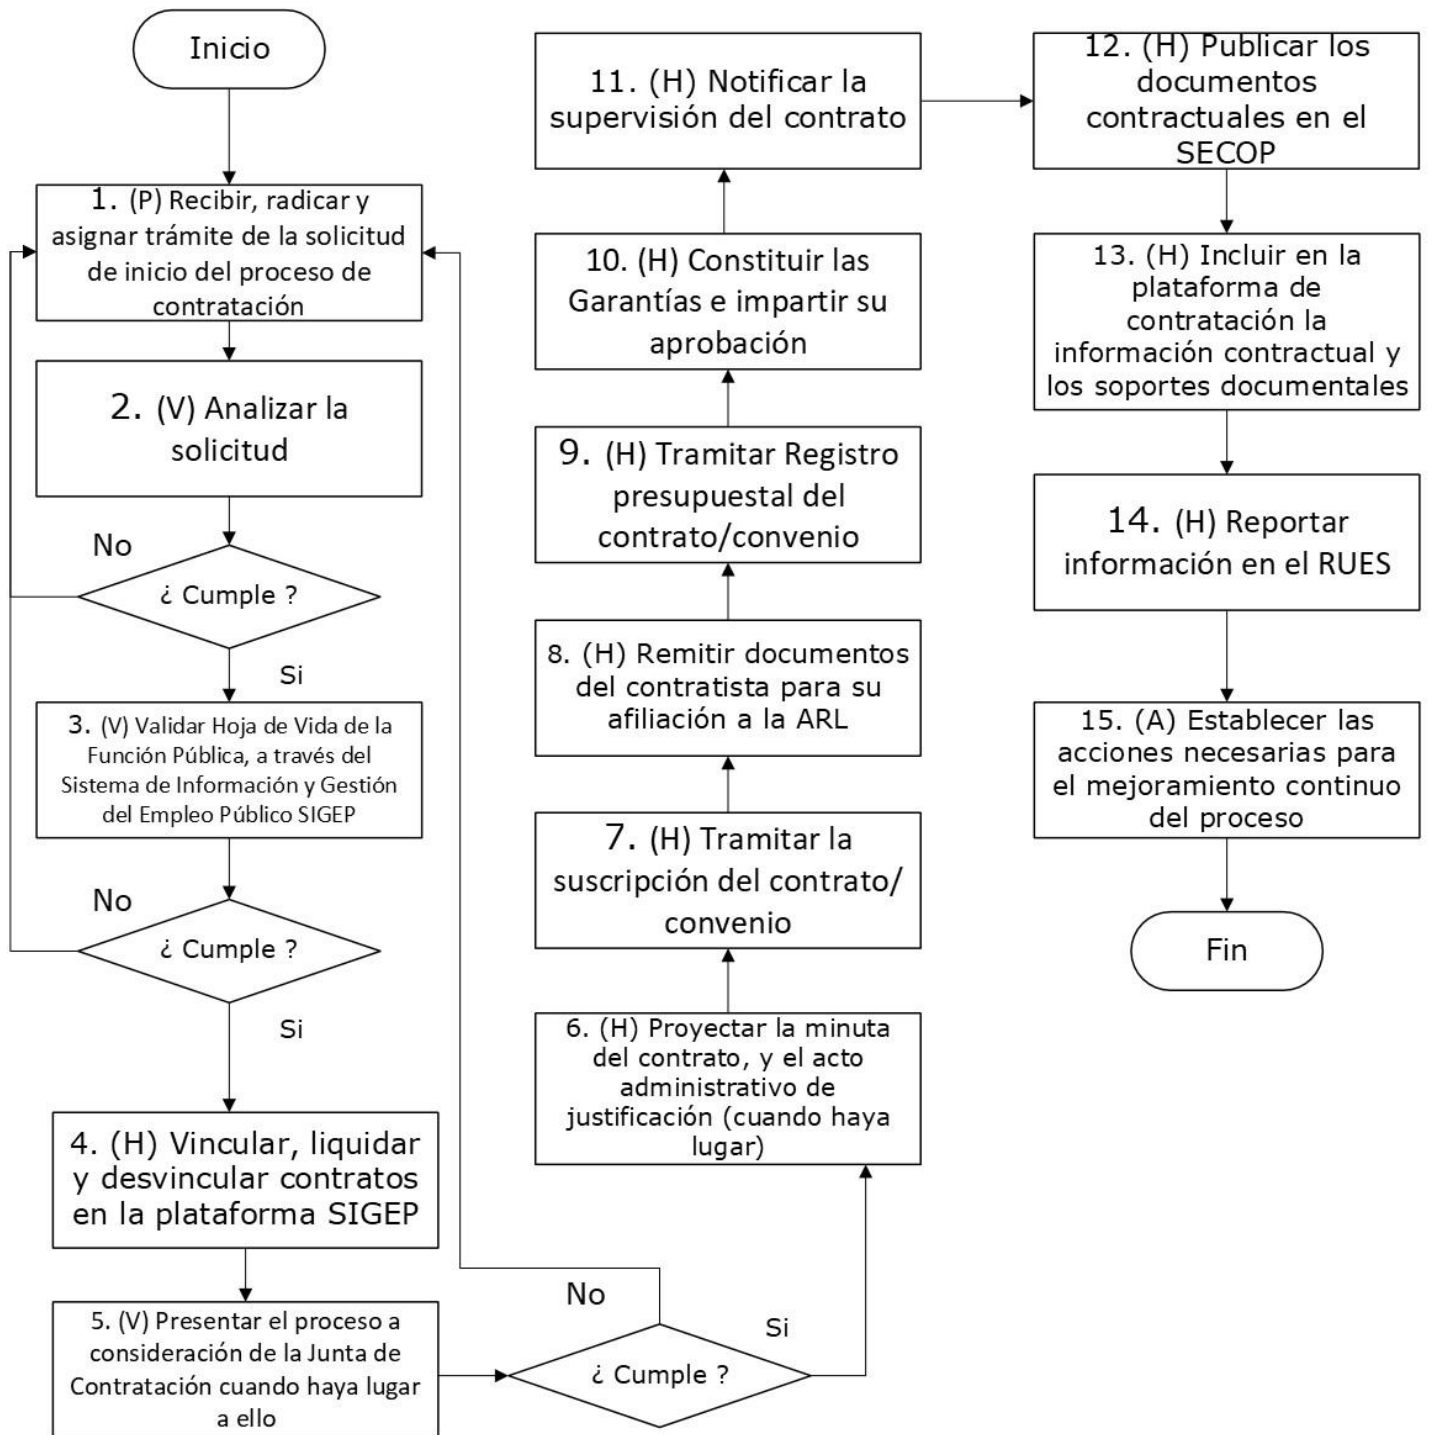 Inicio
1. (P) Recibir, radicar y
asignar trámite de la solicitud
de inicio del proceso de
contratación
2. (V) Analizar la
solicitud
No
¿ Cumple ?
Si
3. (V) Validar Hoja de Vida de la
Función Pública, a través del
Sistema de Información y Gestión
del Empleo Público SIGEP
No
¿ Cumple ?
Si
4. (H) Vincular, liquidar
y desvincular contratos
en la plataforma SIGEP
5. (V) Presentar el proceso a
consideración de la Junta de
Contratación cuando haya lugar
a ello
No
¿ Cumple ?
Si
6. (H) Proyectar la minuta
del contrato, y el acto
administrativo de
justificación (cuando haya
lugar)
7. (H) Tramitar la
suscripción del contrato/
convenio
8. (H) Remitir documentos
del contratista para su
afiliación a la ARL
9. (H) Tramitar Registro
presupuestal del
contrato/convenio
10. (H) Constituir las
Garantías e impartir su
aprobación
11. (H) Notificar la
supervisión del contrato
12. (H) Publicar los
documentos
contractuales en el
SECOP
13. (H) Incluir en la
plataforma de
contratación la
información contractual y
los soportes documentales
14. (H) Reportar
información en el RUES
15. (A) Establecer las
acciones necesarias para
el mejoramiento continuo
del proceso
Fin